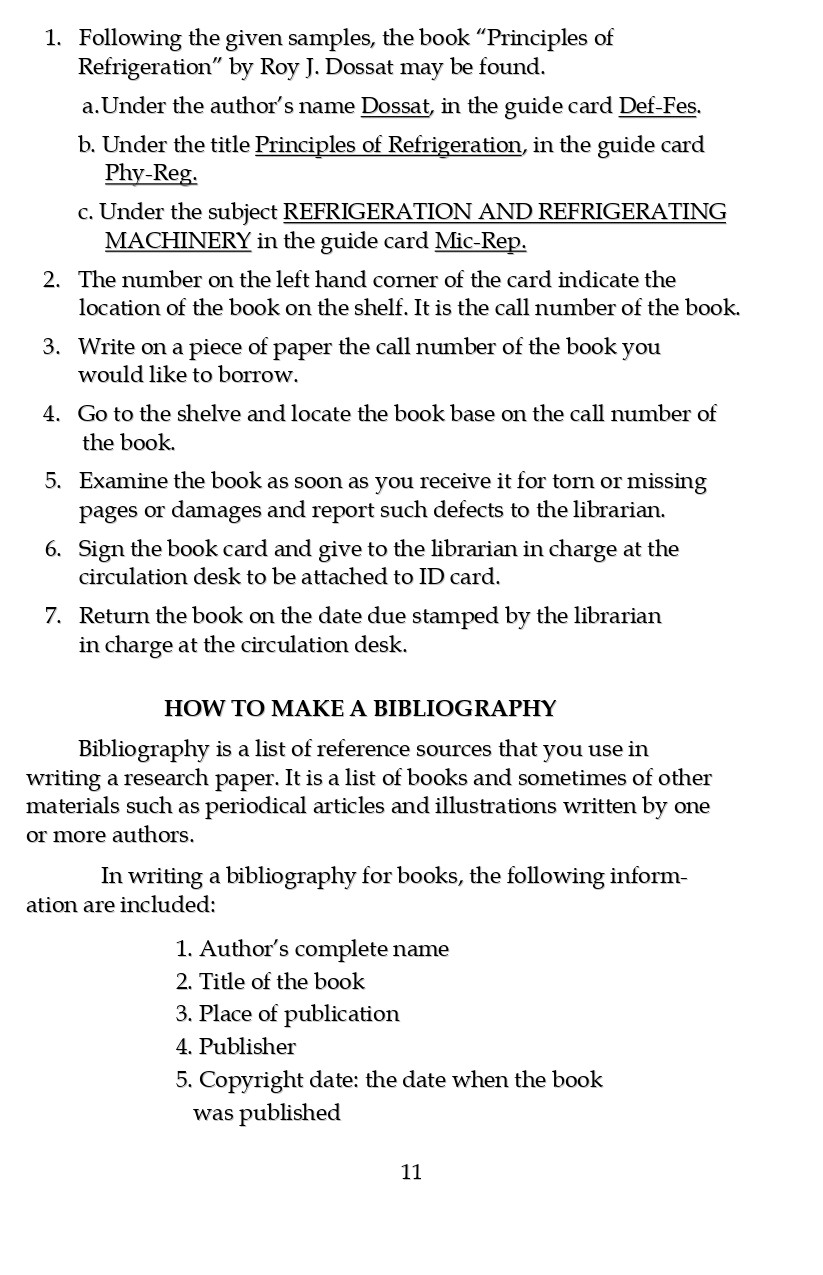 1. Following the given samples, the book “Principles of
Refrigeration” by Roy J. Dossat may be found.
a.Under the author’s name Dossat, in the guide card Def-Fes.
b. Under the title Principles of Refrigeration, in the guide card
Phy-Reg.
c. Under the subject REFRIGERATION AND REFRIGERATING
MACHINERY in the guide card Mic-Rep.
2. The number on the left hand corner of the card indicate the
location of the book on the shelf. It is the call number of the book.
3. Write on a piece of paper the call number of the book you
would like to borrow.
4. Go to the shelve and locate the book base on the call number of
the book.
5. Examine the book as soon as you receive it for torn or missing
pages or damages and report such defects to the librarian.
6. Sign the book card and give to the librarian in charge at the
circulation desk to be attached to ID card.
7. Return the book on the date due stamped by the librarian
in charge at the circulation desk.
HOW TO MAKE A BIBLIOGRAPHY
Bibliography is a list of reference sources that you use in
writing a research paper. It is a list of books and sometimes of other
materials such as periodical articles and illustrations written by one
or more authors.
In writing a bibliography for books, the following inform-
ation are included:
1. Author’s complete name
2. Title of the book
3. Place of publication
4. Publisher
5. Copyright date: the date when the book
was published
11